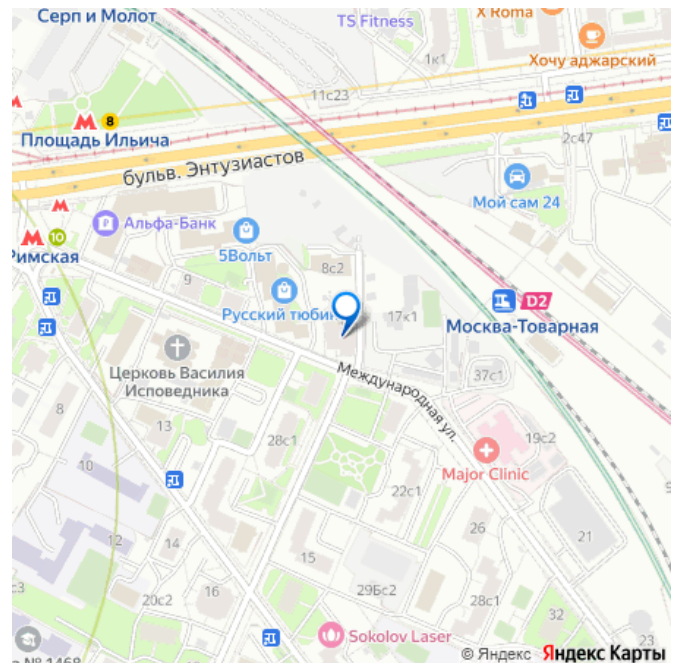 Серп и Молот
TS Fitness
X Roma
Хочу аджарский
1к1
11с23
М 8
Площадь Ильича
2с47
бульв. Энтузиастов
Мой сам 24
М
Альфа-Банк
М 10
Римская
5Вольт
8с2
9
Русский тюбинг
17к1
D2
Москва-Товарная
Церковь Василия
Исповедника
Международная ул.
37с1
8
13
28с1
19с2
Major Clinic
10
22с1
26
21
12
14
15
16
20с2
29Бс2
28с1
32
23
Sokolov Laser
№ 1468
© Яндекс Яндекс Карты